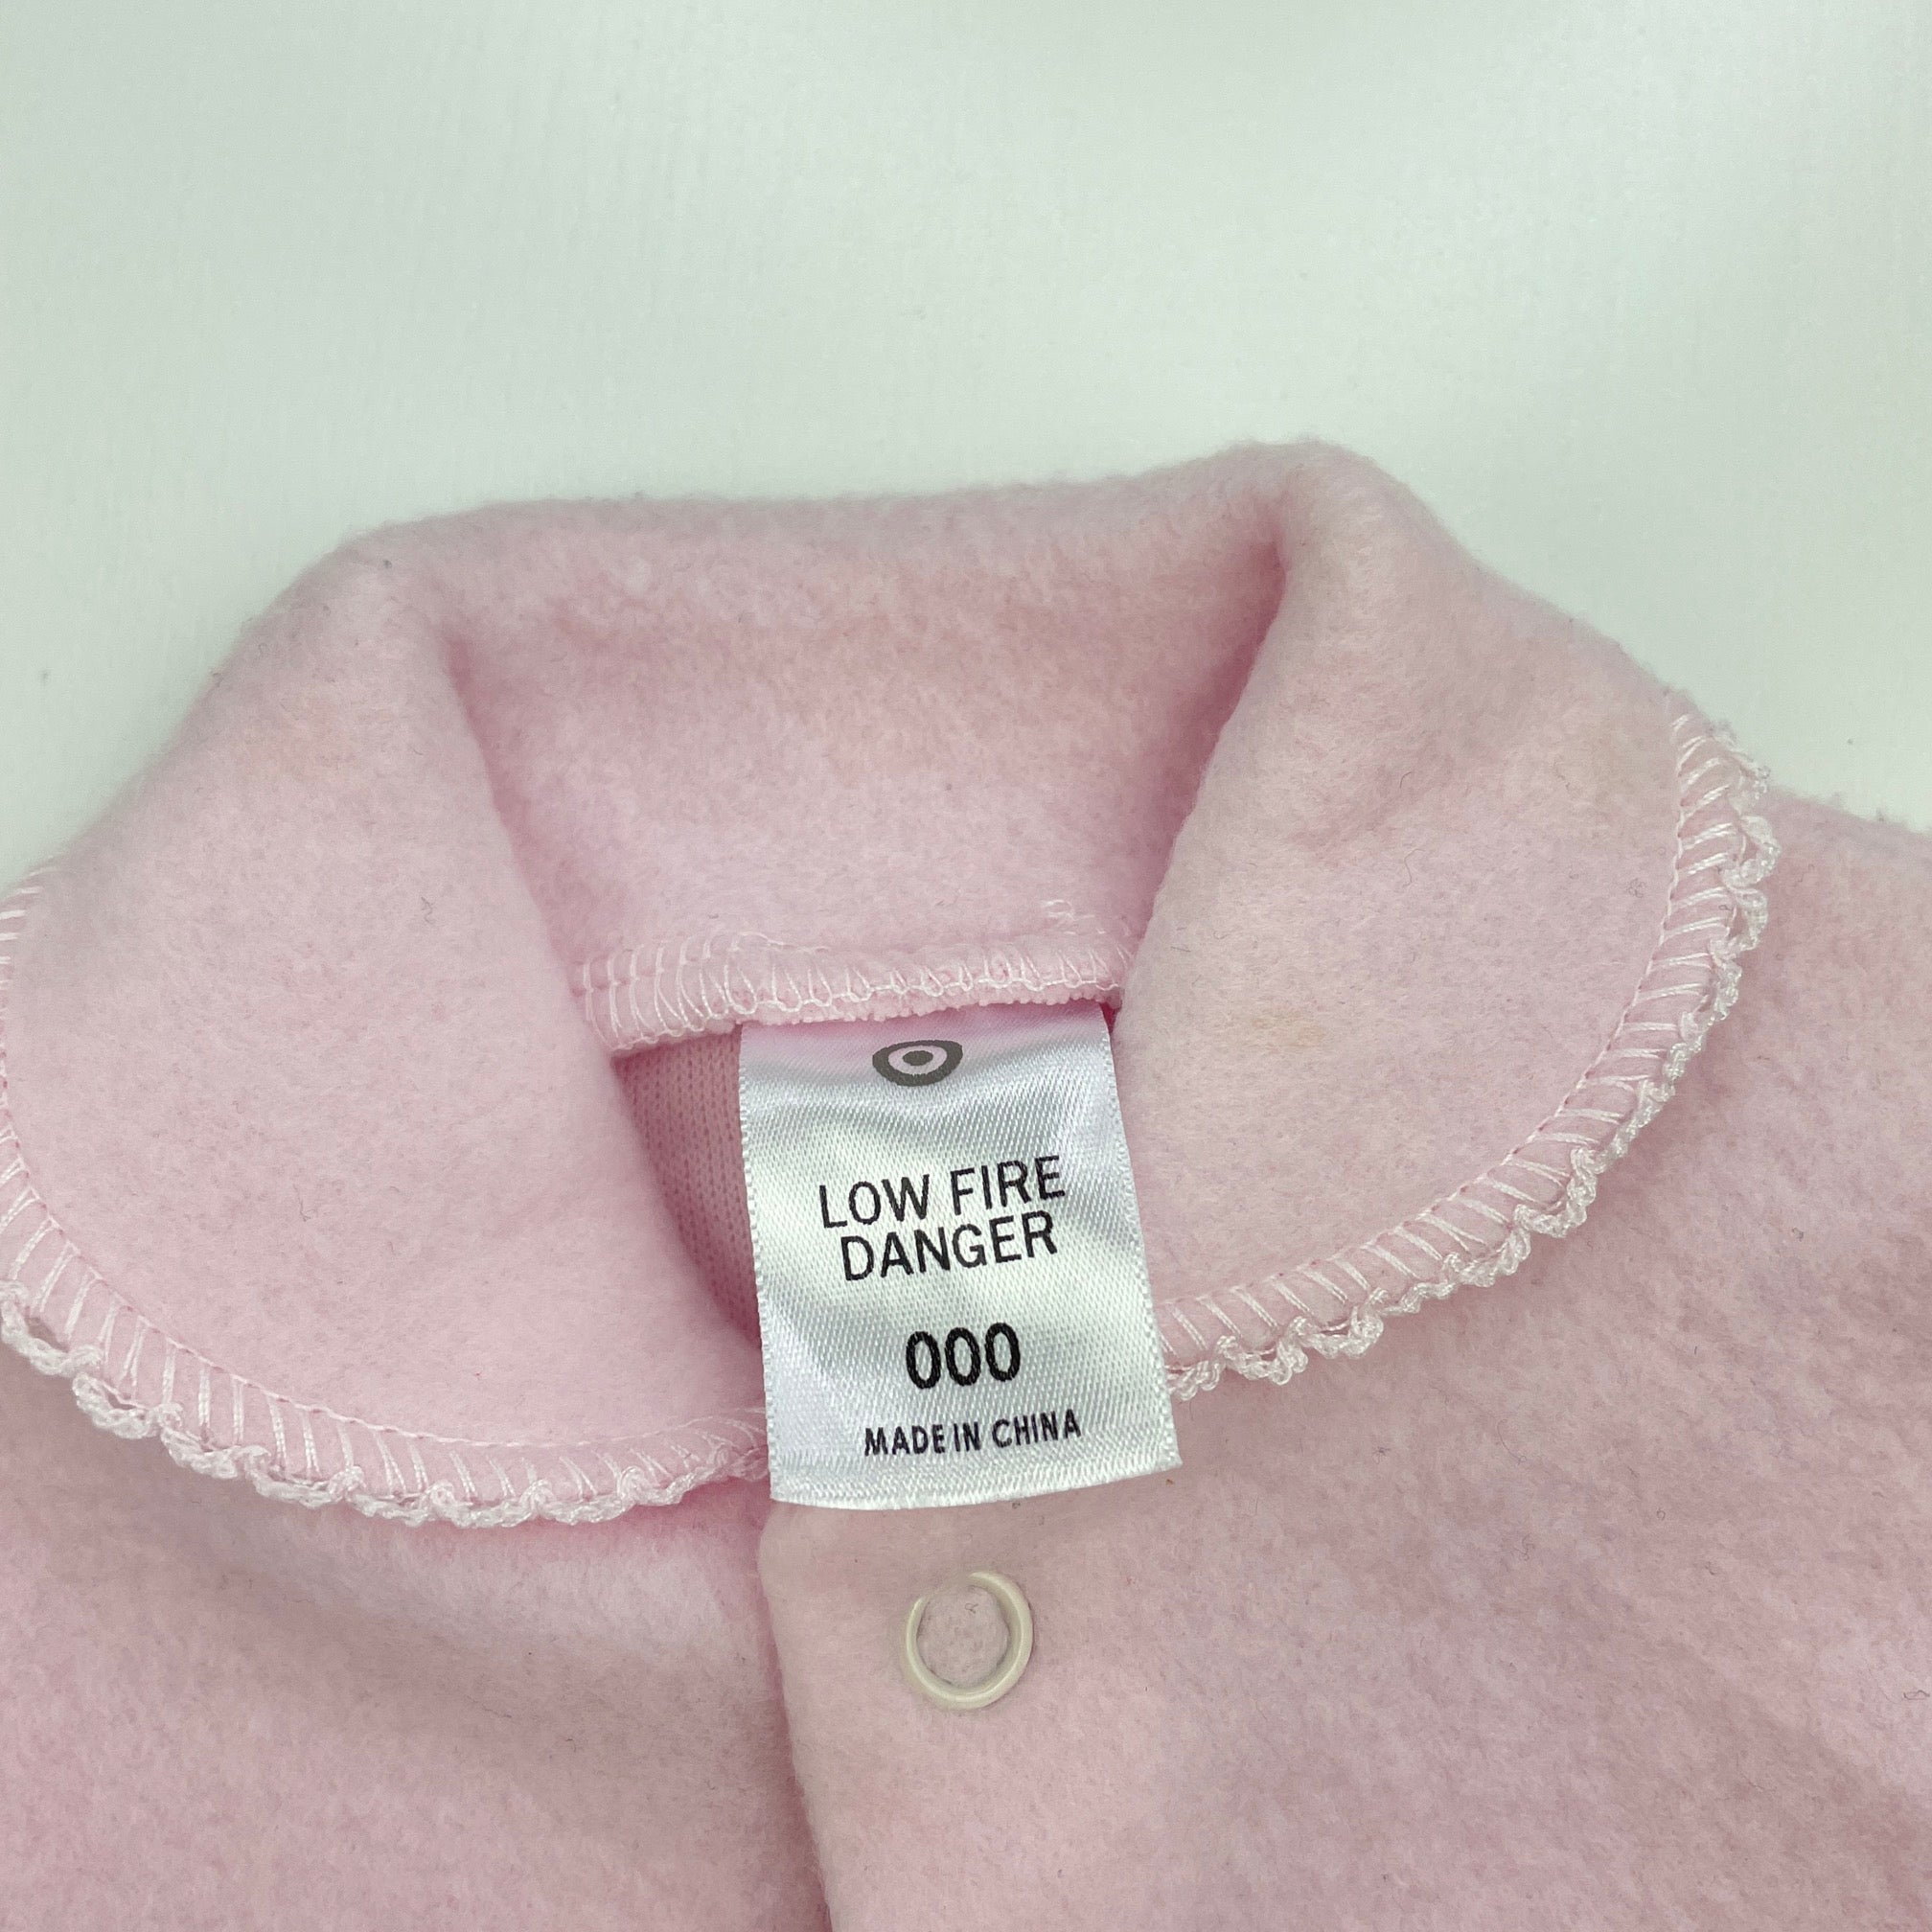 LOW FIRE
DANGER
000
MADE IN CHINA